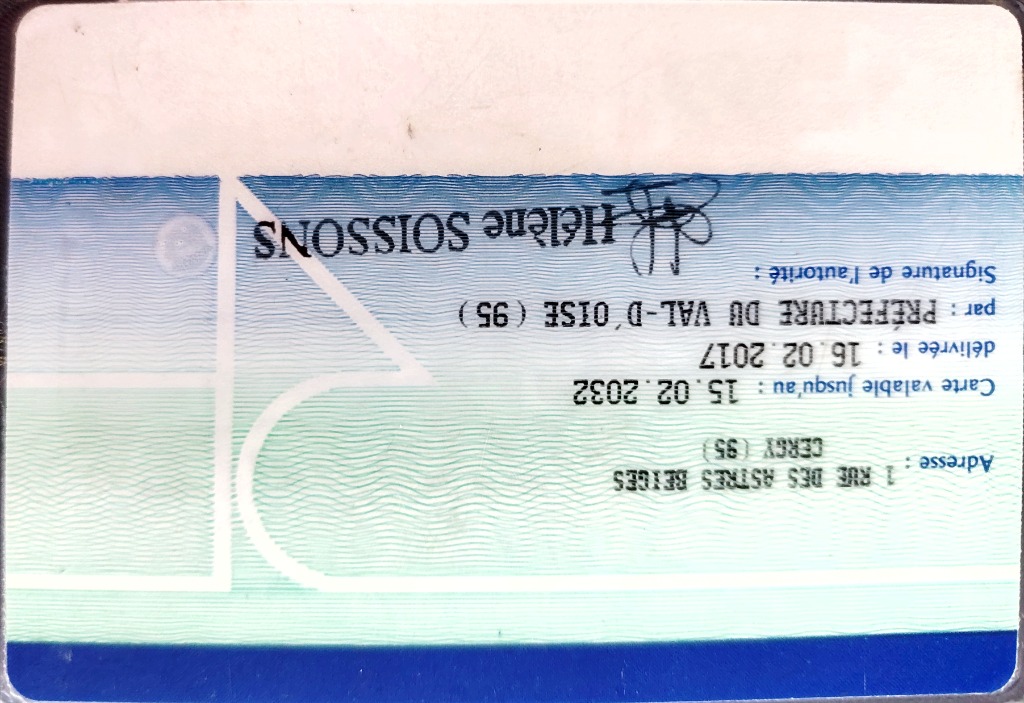 Adresse : 1 RUE DES ASTRES BEIGES
CERGY (95)
Carte valable jusqu'au : 15.02.2032
délivrée le : 16.02.2017
par : PRÉFECTURE DU VAL-D'OISE (95)
Signature de l'autorité :
Hélène SOISSONS